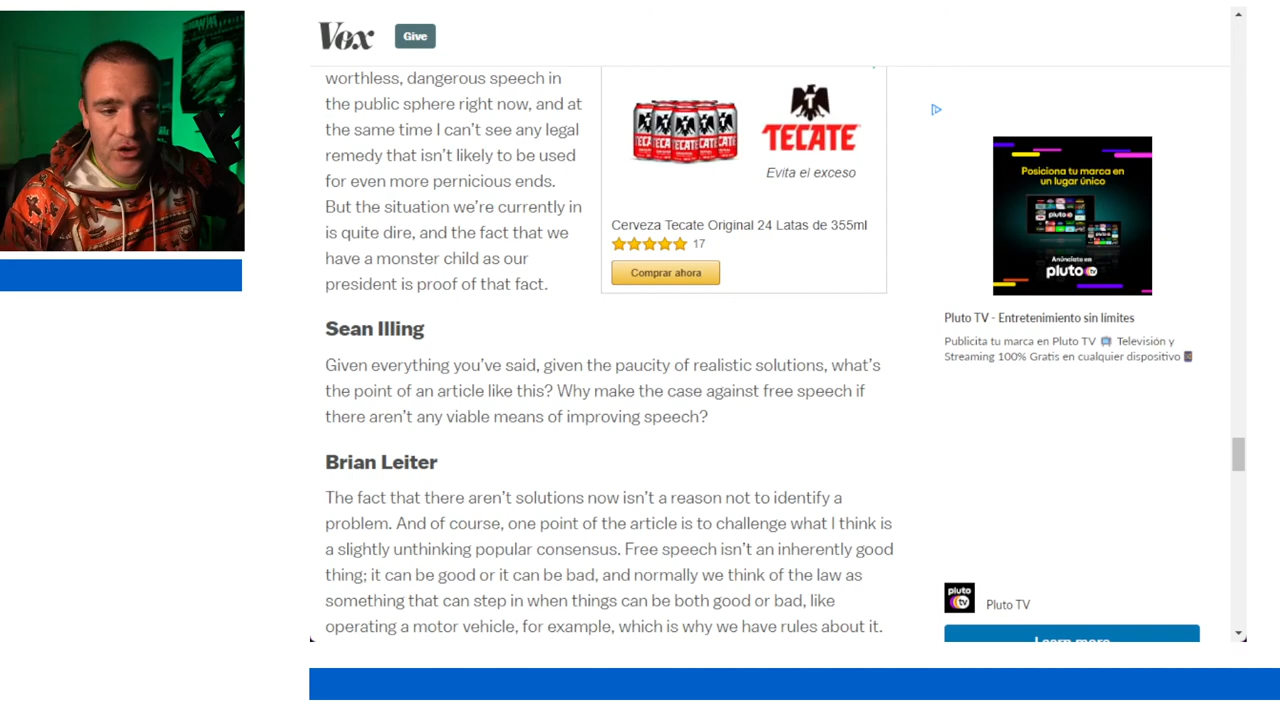 Vox
Give
worthless, dangerous speech in
the public sphere right now, and at
the same time I can't see any legal
remedy that isn't likely to be used
for even more pernicious ends.
But the situation we're currently in
is quite dire, and the fact that we
have a monster child as our
president is proof of that fact.
TECATE
Evita el exceso
Cerveza Tecate Original 24 Latas de 355ml
17
Comprar ahora
Sean Illing
Given everything you've said, given the paucity of realistic solutions, what's
the point of an article like this? Why make the case against free speech if
there aren't any viable means of improving speech?
Brian Leiter
The fact that there aren't solutions now isn't a reason not to identify a
problem. And of course, one point of the article is to challenge what I think is
a slightly unthinking popular consensus. Free speech isn't an inherently good
thing; it can be good or it can be bad, and normally we think of the law as
something that can step in when things can be both good or bad, like
operating a motor vehicle, for example, which is why we have rules about it.
Posiciona tu marca en
un lugar único
pluto tv
Anúnciate en
pluto tv
Pluto TV - Entretenimiento sin límites
Publicita tu marca en Pluto TV 📺 Televisión y
Streaming 100% Gratis en cualquier dispositivo
pluto
tv
Pluto TV
Learn more